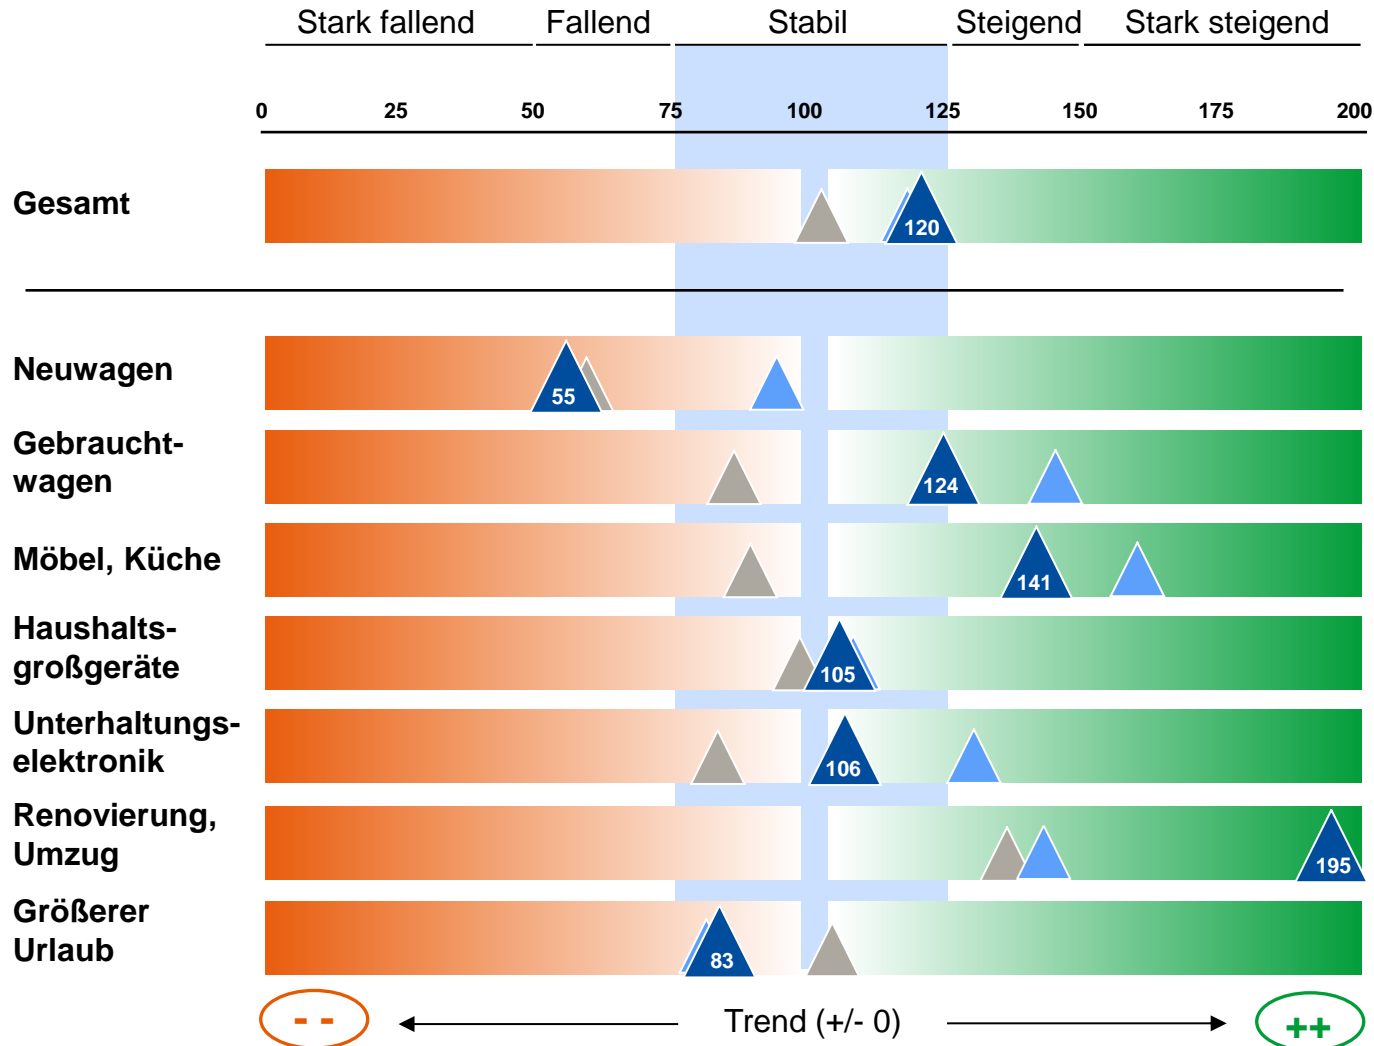 Stark fallend Fallend Stabil Steigend Stark steigend
0 25 50 75 100 125 150 175 200
Gesamt
120
Neuwagen
55
Gebraucht-
wagen
124
Möbel, Küche
141
Haushalts-
großgeräte
105
Unterhaltungs-
elektronik
106
Renovierung,
Umzug
195
Größerer
Urlaub
83
- - Trend (+/- 0) ++